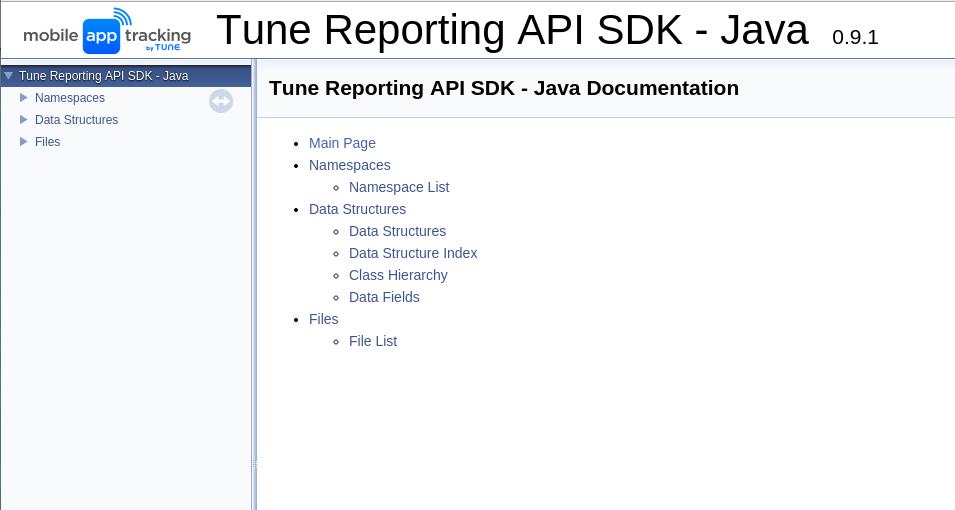 mobile app tracking
by TUNE
Tune Reporting API SDK - Java 0.9.1
Tune Reporting API SDK - Java
Namespaces
Data Structures
Files
Tune Reporting API SDK - Java Documentation
Main Page
Namespaces
Namespace List
Data Structures
Data Structures
Data Structure Index
Class Hierarchy
Data Fields
Files
File List